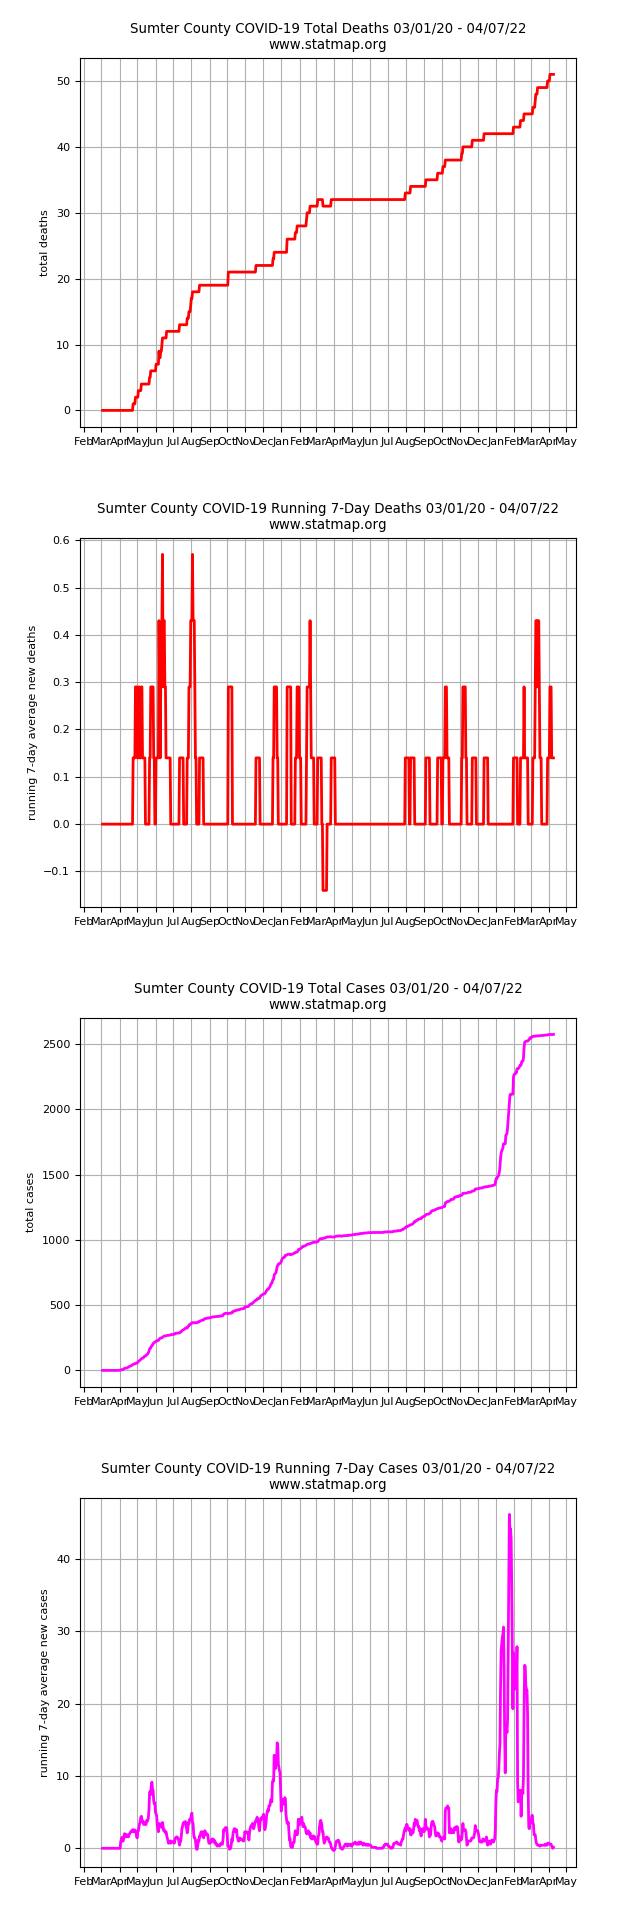 Sumter County COVID-19 Total Deaths 03/01/20 - 04/07/22
www.statmap.org
total deaths
50
40
30
20
10
0
Feb Mar Apr May Jun Jul Aug Sep Oct Nov Dec Jan Feb Mar Apr May Jun Jul Aug Sep Oct Nov Dec Jan Feb Mar Apr May
Sumter County COVID-19 Running 7-Day Deaths 03/01/20 - 04/07/22
www.statmap.org
running 7-day average new deaths
0.6
0.5
0.4
0.3
0.2
0.1
0.0
−0.1
Feb Mar Apr May Jun Jul Aug Sep Oct Nov Dec Jan Feb Mar Apr May Jun Jul Aug Sep Oct Nov Dec Jan Feb Mar Apr May
Sumter County COVID-19 Total Cases 03/01/20 - 04/07/22
www.statmap.org
total cases
2500
2000
1500
1000
500
0
Feb Mar Apr May Jun Jul Aug Sep Oct Nov Dec Jan Feb Mar Apr May Jun Jul Aug Sep Oct Nov Dec Jan Feb Mar Apr May
Sumter County COVID-19 Running 7-Day Cases 03/01/20 - 04/07/22
www.statmap.org
running 7-day average new cases
40
30
20
10
0
Feb Mar Apr May Jun Jul Aug Sep Oct Nov Dec Jan Feb Mar Apr May Jun Jul Aug Sep Oct Nov Dec Jan Feb Mar Apr May